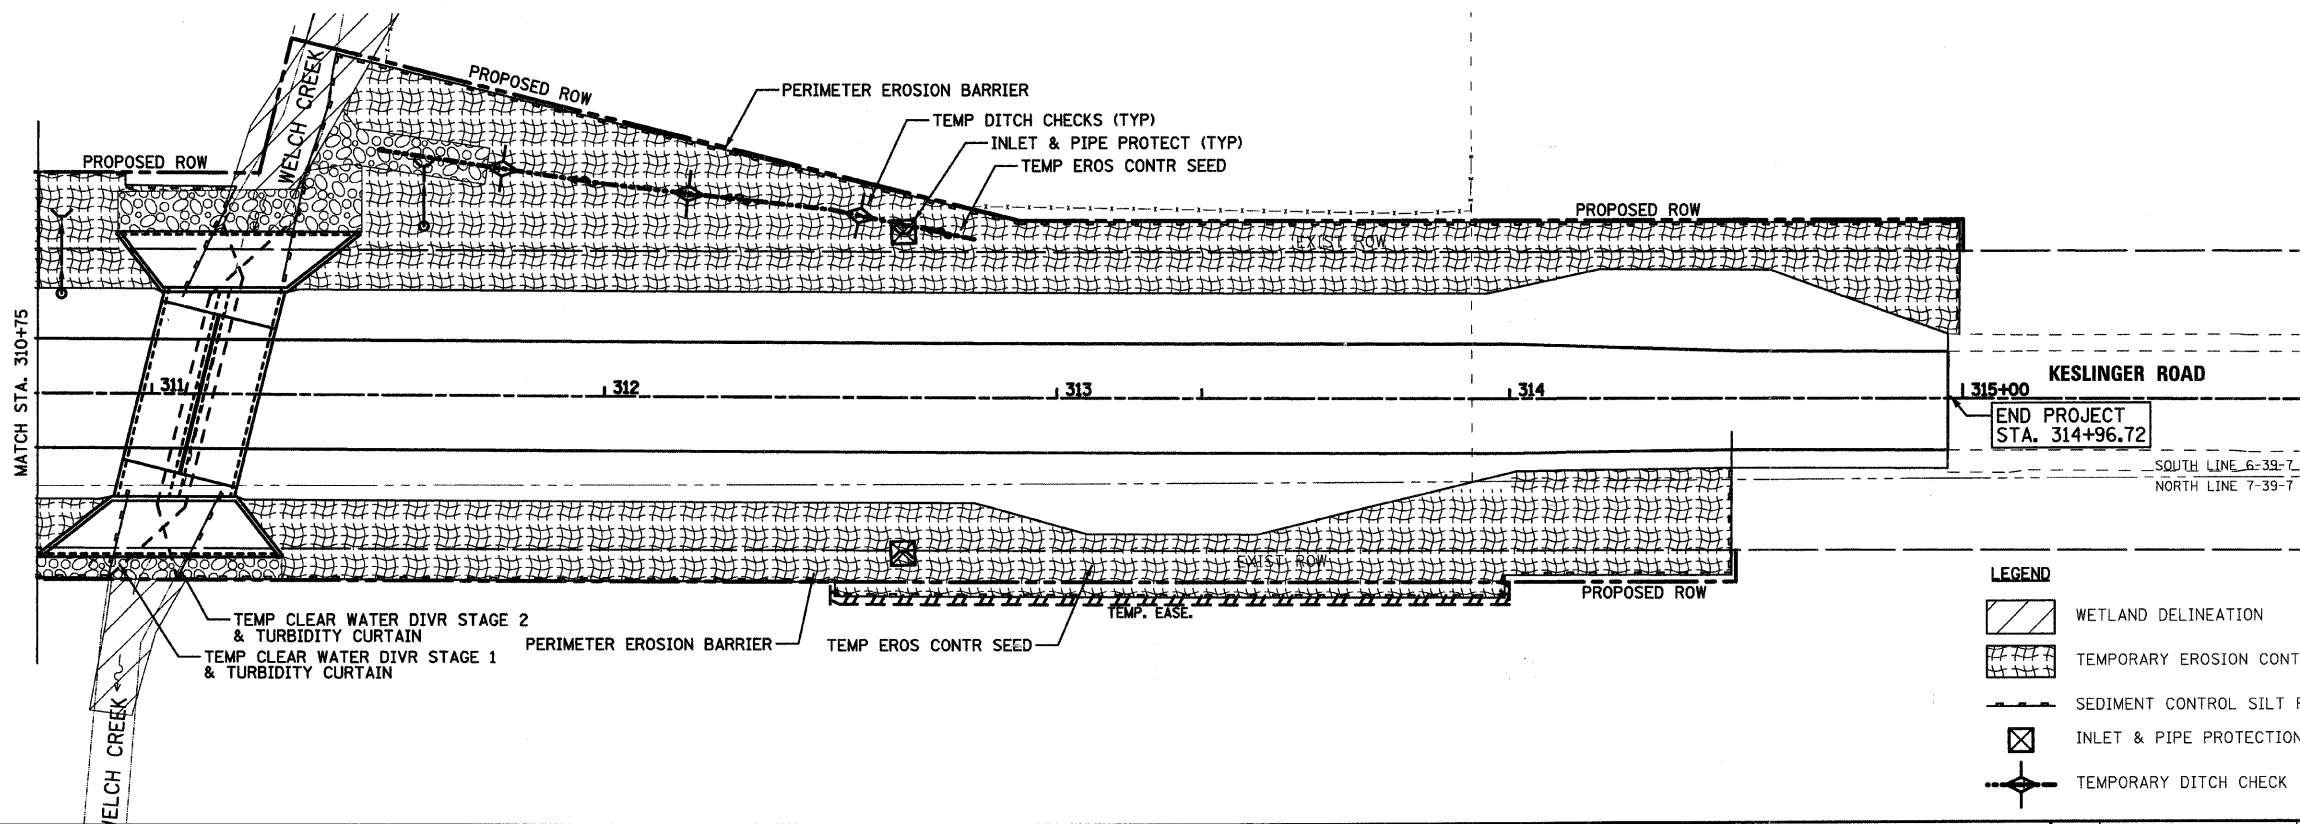 WELCH CREEK
PROPOSED ROW
PERIMETER EROSION BARRIER
TEMP DITCH CHECKS (TYP)
INLET & PIPE PROTECT (TYP)
TEMP EROS CONTR SEED
PROPOSED ROW
PROPOSED ROW
EXIST ROW
MATCH STA. 310+75
311
312
313
314
315+00
KESLINGER ROAD
END PROJECT
STA. 314+96.72
SOUTH LINE 6-39-7
NORTH LINE 7-39-7
EXIST ROW
PROPOSED ROW
TEMP. EASE.
TEMP CLEAR WATER DIVR STAGE 2
& TURBIDITY CURTAIN
PERIMETER EROSION BARRIER
TEMP EROS CONTR SEED
TEMP CLEAR WATER DIVR STAGE 1
& TURBIDITY CURTAIN
WELCH CREEK
LEGEND
WETLAND DELINEATION
TEMPORARY EROSION CONT
SEDIMENT CONTROL SILT F
INLET & PIPE PROTECTION
TEMPORARY DITCH CHECK